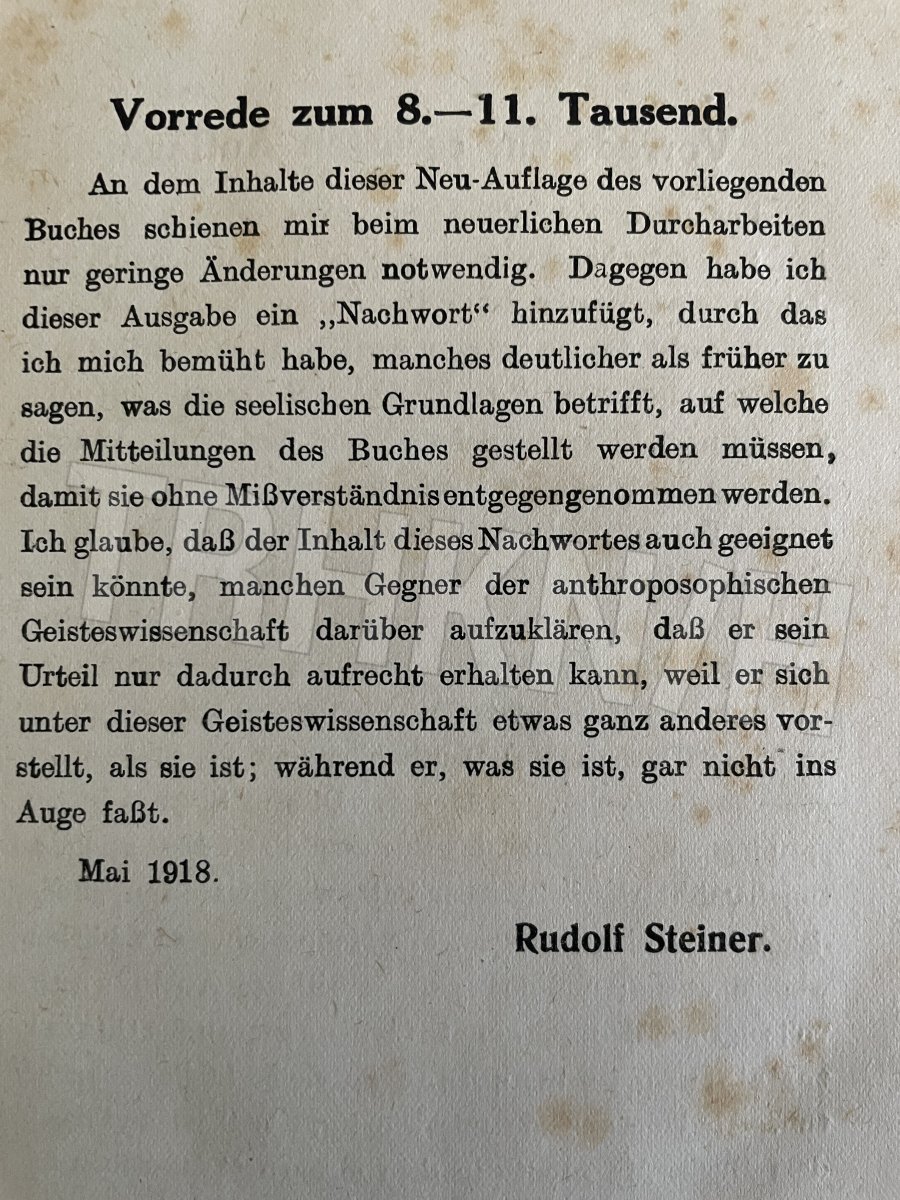 Vorrede zum 8.—11. Tausend.
An dem Inhalte dieser Neu-Auflage des vorliegenden
Buches schienen mir beim neuerlichen Durcharbeiten
nur geringe Änderungen notwendig. Dagegen habe ich
dieser Ausgabe ein „Nachwort“ hinzufügt, durch das
ich mich bemüht habe, manches deutlicher als früher zu
sagen, was die seelischen Grundlagen betrifft, auf welche
die Mitteilungen des Buches gestellt werden müssen,
damit sie ohne Mißverständnis entgegengenommen werden.
Ich glaube, daß der Inhalt dieses Nachwortes auch geeignet
sein könnte, manchen Gegner der anthroposophischen
Geisteswissenschaft darüber aufzuklären, daß er sein
Urteil nur dadurch aufrecht erhalten kann, weil er sich
unter dieser Geisteswissenschaft etwas ganz anderes vor-
stellt, als sie ist; während er, was sie ist, gar nicht ins
Auge faßt.
Mai 1918.
Rudolf Steiner.